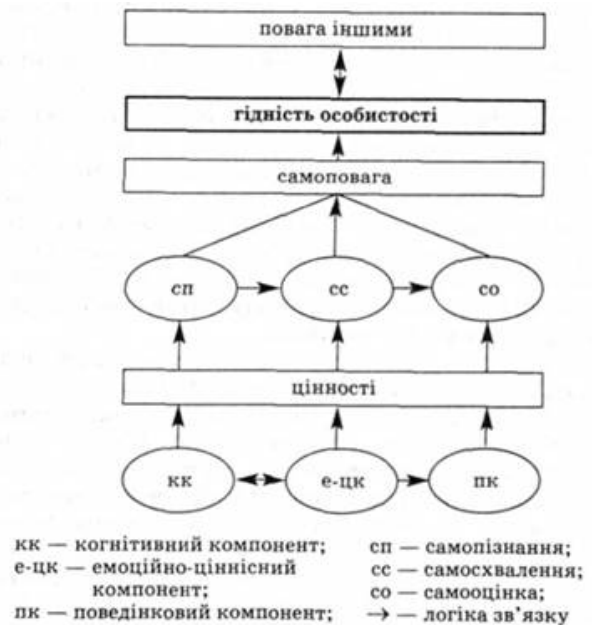 повага іншими
гідність особистості
самоповага
сп
сс
со
цінності
кк
е-цк
пк
кк — когнітивний компонент;
е-цк — емоційно-ціннісний
компонент;
пк — поведінковий компонент;
сп — самопізнання;
сс — самосхвалення;
со — самооцінка;
→ — логіка зв’язку